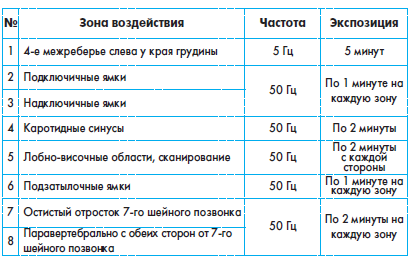 № Зона воздействия Частота Экспозиция
1 4-е межреберье слева у края грудины 5 Гц 5 минут
2 Подключичные ямки
50 Гц По 1 минуте на
каждую зону
3 Надключичные ямки
4 Каротидные синусы 50 Гц По 2 минуты
5 Лобно-височные области, сканирование 50 Гц По 2 минуты
с каждой
стороны
6 Подзатылочные ямки 50 Гц По 1 минуте на
каждую зону
7 Остистый отросток 7-го шейного позвонка
50 Гц По 2 минуты на
каждую зону
8 Паравертебрально с обеих сторон от 7-го
шейного позвонка